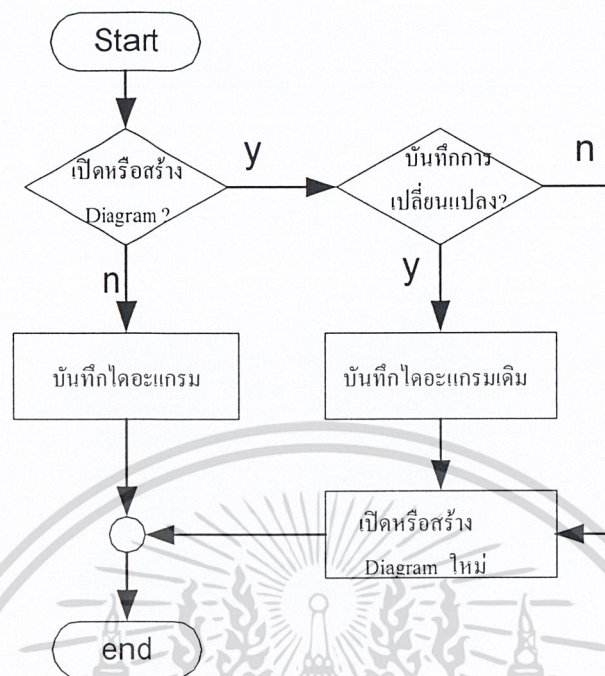 Start
เปิดหรือสร้าง
Diagram ?
y
บันทึกการ
เปลี่ยนแปลง?
n
n
y
บันทึกไดอะแกรม
บันทึกไดอะแกรมเดิม
เปิดหรือสร้าง
Diagram ใหม่
end